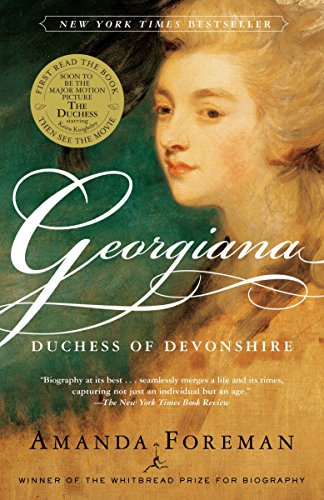 NEW YORK TIMES BESTSELLER
FIRST READ THE BOOK
SOON TO
BE THE
MAJOR MOTION
PICTURE
THE
DUCHESS
starring
Keira Knightley
THEN SEE THE MOVIE
Georgiana
DUCHESS OF DEVONSHIRE
"Biography at its best . . . seamlessly merges a life and its times,
capturing not just an individual but an age."
—The New York Times Book Review
AMANDA FOREMAN
WINNER OF THE WHITBREAD PRIZE FOR BIOGRAPHY